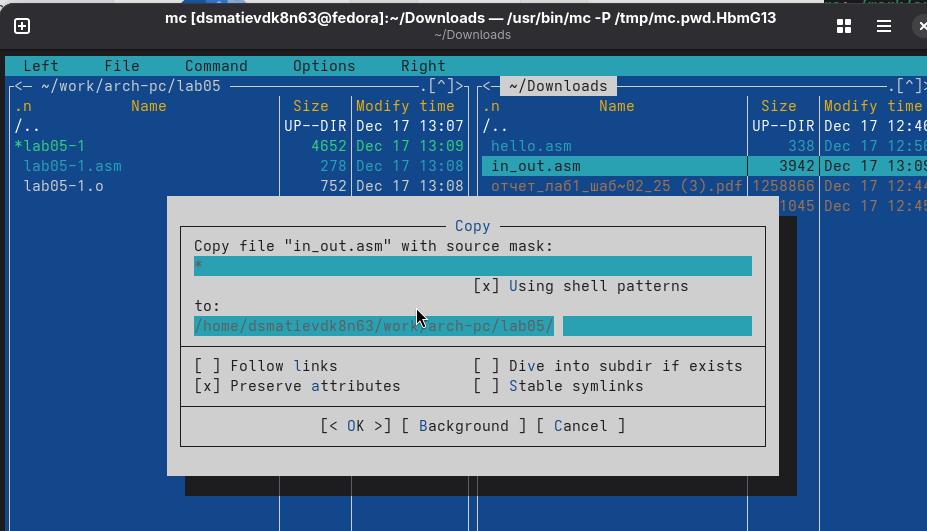 mc [dsmatievdk8n63@fedora]:~/Downloads — /usr/bin/mc -P /tmp/mc.pwd.HbmG13
~/Downloads
Left File Command Options Right
<— ~/work/arch-pc/lab05 .[^]> <— ~/Downloads .[^]>
.n Name Size Modify time .n Name Size Modify time
/.. UP--DIR Dec 17 13:07 /.. UP--DIR Dec 17 12:46
*lab05-1 4652 Dec 17 13:09 hello.asm 338 Dec 17 12:50
lab05-1.asm 278 Dec 17 13:08 in_out.asm 3942 Dec 17 13:09
lab05-1.o 752 Dec 17 13:08 отчет_лаб1_шаб~02_25 (3).pdf 1258866 Dec 17 12:44
1045 Dec 17 12:45
Copy
Copy file "in_out.asm" with source mask:
*
[x] Using shell patterns
to:
/home/dsmatievdk8n63/work/arch-pc/lab05/
[ ] Follow links [ ] Dive into subdir if exists
[x] Preserve attributes [ ] Stable symlinks
[< OK >] [ Background ] [ Cancel ]